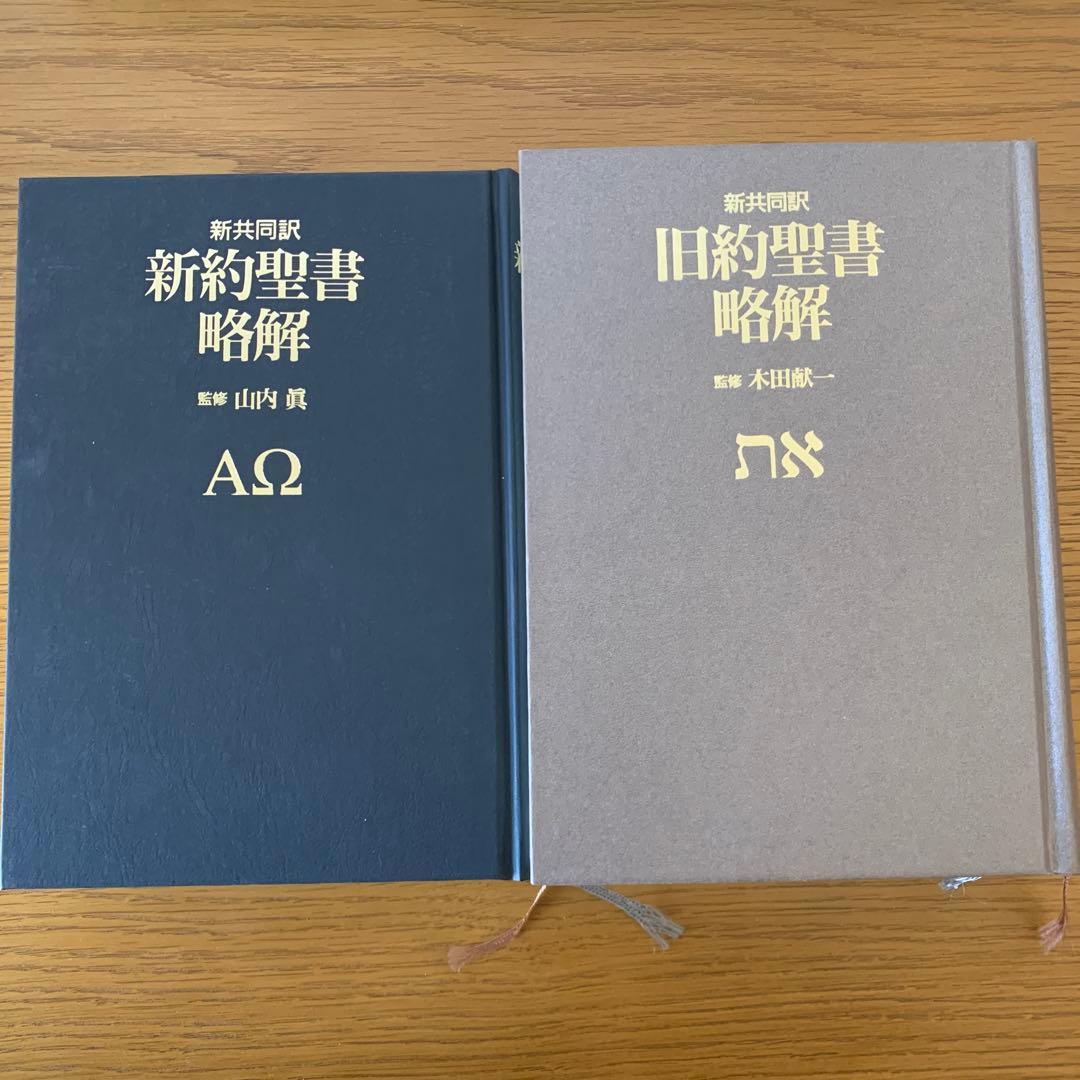 新共同訳
新約聖書
略解
監修 山内 眞
ΑΩ
新共同訳
旧約聖書
略解
監修 木田献一
את